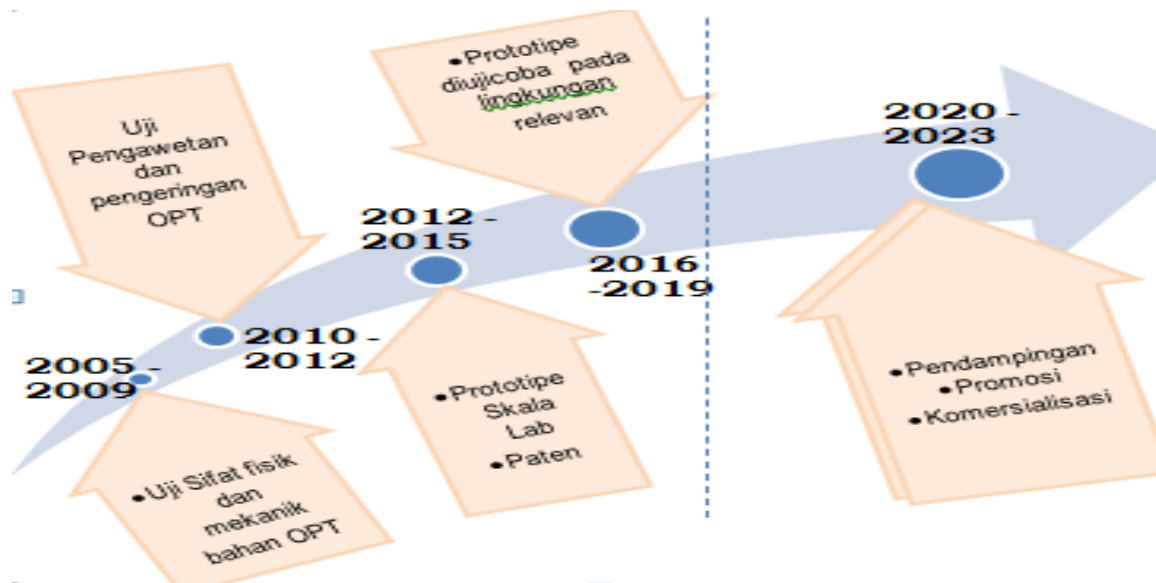 Uji
Pengawetan
dan
pengeringan
OPT
•Prototipe
diujicoba pada
lingkungan
relevan
2020 -
2023
2012 -
2015
2016
-2019
2010 -
2012
2005 -
2009
•Uji Sifat fisik
dan
mekanik
bahan OPT
•Prototipe
Skala
Lab
•Paten
•Pendampingan
•Promosi
•Komersialisasi